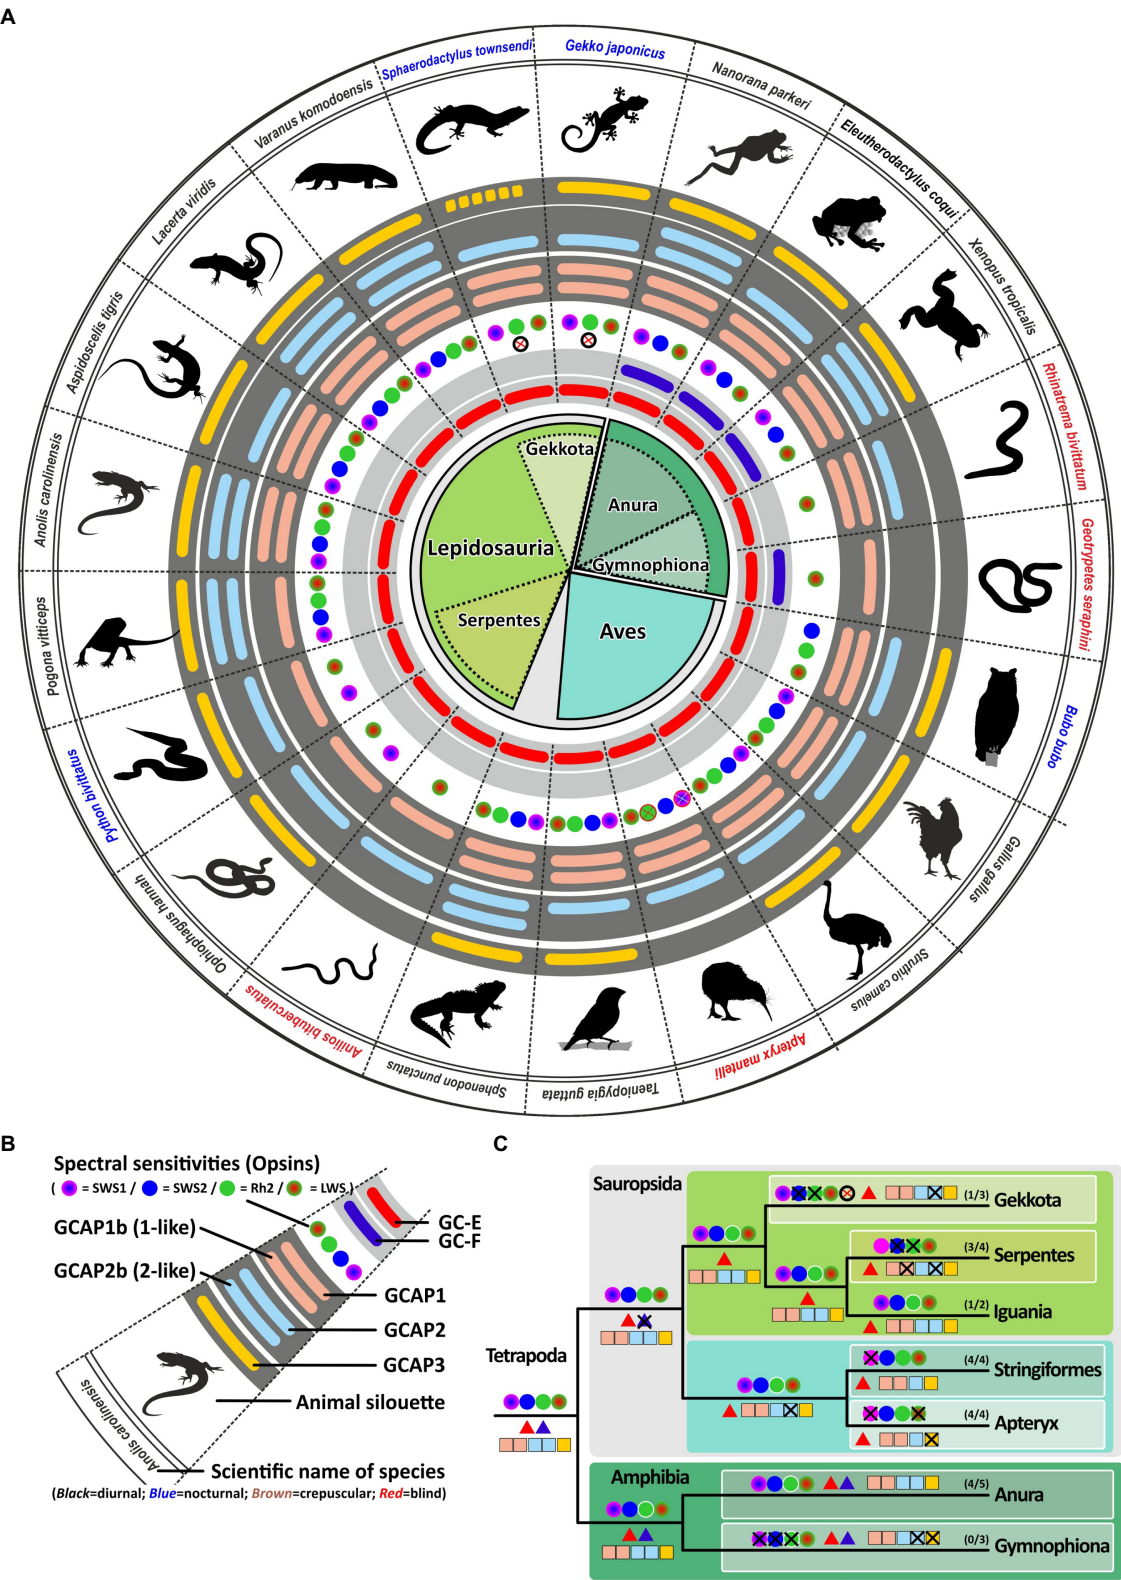 A
Sphaerodactylus townsendi
Gekko japonicus
Nanorana parkeri
Eleutherodactylus coqui
Xenopus tropicalis
Rhinatrema bivittatum
Geotrypetes seraphini
Bubo bubo
Gallus gallus
Struthio camelus
Apteryx mantelli
Taeniopygia guttata
Sphenodon punctatus
Anilios bituberculatus
Ophiophagus hannah
Python bivittatus
Pogona vitticeps
Anolis carolinensis
Aspidoscelis tigris
Lacerta viridis
Varanus komodoensis
Gekkota
Anura
Lepidosauria
Gymnophiona
Serpentes
Aves
B
Spectral sensitivities (Opsins)
( = SWS1 / = SWS2 / = Rh2 / = LWS )
GCAP1b (1-like)
GCAP2b (2-like)
GC-E
GC-F
GCAP1
GCAP2
GCAP3
Animal silouette
Anolis carolinensis
Scientific name of species
(Black=diurnal; Blue=nocturnal; Brown=crepuscular; Red=blind)
C
Sauropsida
(1/3)
Gekkota
(3/4)
Serpentes
(1/2)
Iguania
Tetrapoda
(4/4)
Stringiformes
(4/4)
Apteryx
Amphibia
(4/5)
Anura
(0/3)
Gymnophiona